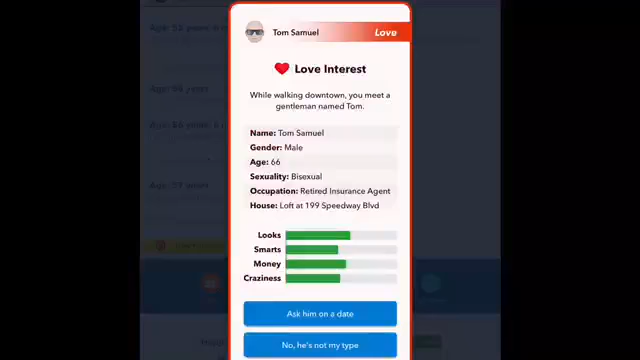 Tom Samuel
Love
Love Interest
While walking downtown, you meet a
gentleman named Tom.
Name: Tom Samuel
Gender: Male
Age: 66
Sexuality: Bisexual
Occupation: Retired Insurance Agent
House: Loft at 199 Speedway Blvd
Looks
Smarts
Money
Craziness
Ask him on a date
No, he's not my type